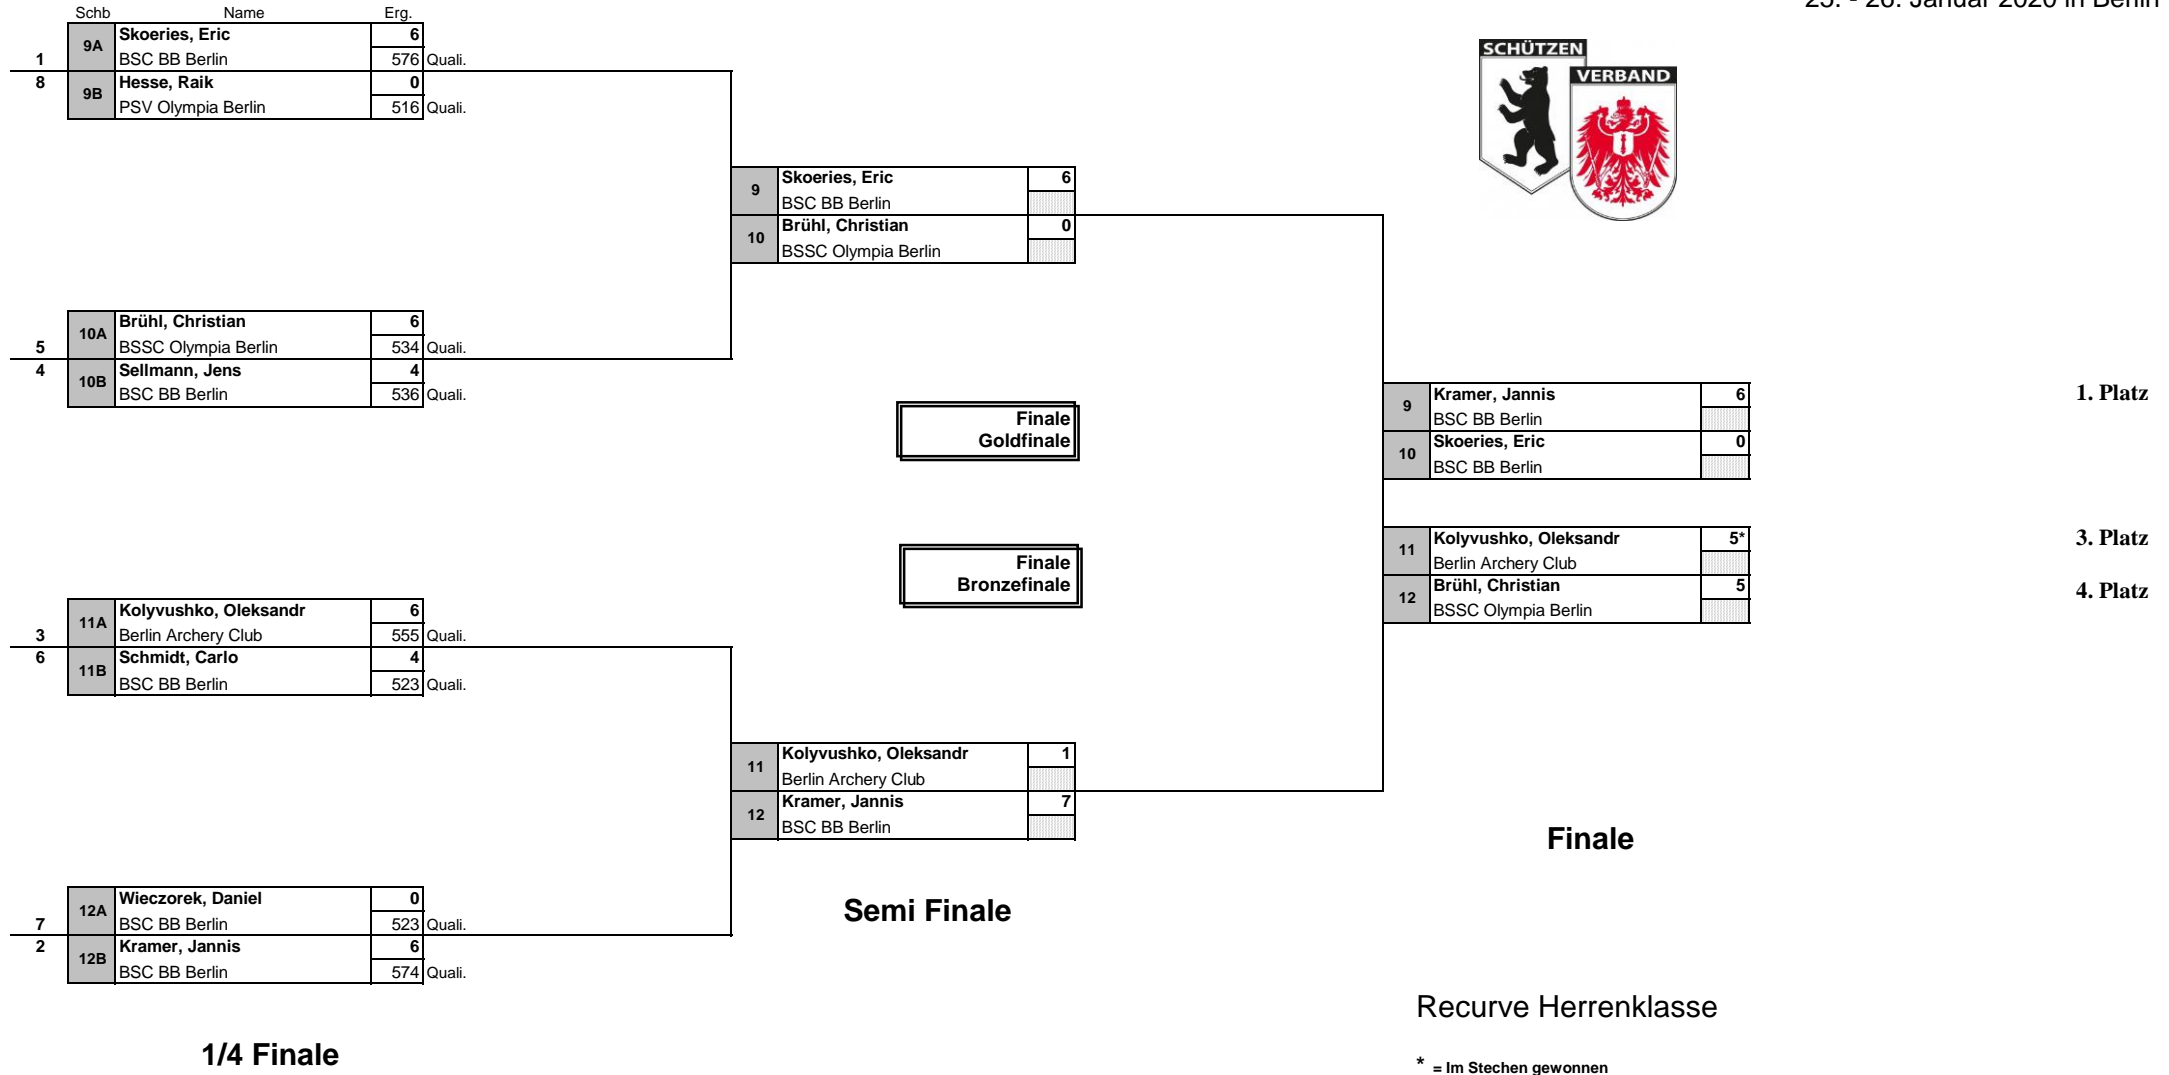 25. - 26. Januar 2020 in Berlin
Schb Name Erg.
9A Skoeries, Eric 6
1 BSC BB Berlin 576 Quali.
8 9B Hesse, Raik 0
PSV Olympia Berlin 516 Quali.
SCHÜTZEN
VERBAND
9 Skoeries, Eric 6
BSC BB Berlin
10 Brühl, Christian 0
BSSC Olympia Berlin
10A Brühl, Christian 6
5 BSSC Olympia Berlin 534 Quali.
4 10B Sellmann, Jens 4
BSC BB Berlin 536 Quali.
Finale
Goldfinale
9 Kramer, Jannis 6 1. Platz
BSC BB Berlin
10 Skoeries, Eric 0
BSC BB Berlin
Finale
Bronzefinale
11 Kolyvushko, Oleksandr 5* 3. Platz
Berlin Archery Club
12 Brühl, Christian 5 4. Platz
BSSC Olympia Berlin
11A Kolyvushko, Oleksandr 6
3 Berlin Archery Club 555 Quali.
6 11B Schmidt, Carlo 4
BSC BB Berlin 523 Quali.
11 Kolyvushko, Oleksandr 1
Berlin Archery Club
12 Kramer, Jannis 7
BSC BB Berlin
Finale
12A Wieczorek, Daniel 0
7 BSC BB Berlin 523 Quali.
2 12B Kramer, Jannis 6
BSC BB Berlin 574 Quali.
Semi Finale
Recurve Herrenklasse
1/4 Finale
* = Im Stechen gewonnen